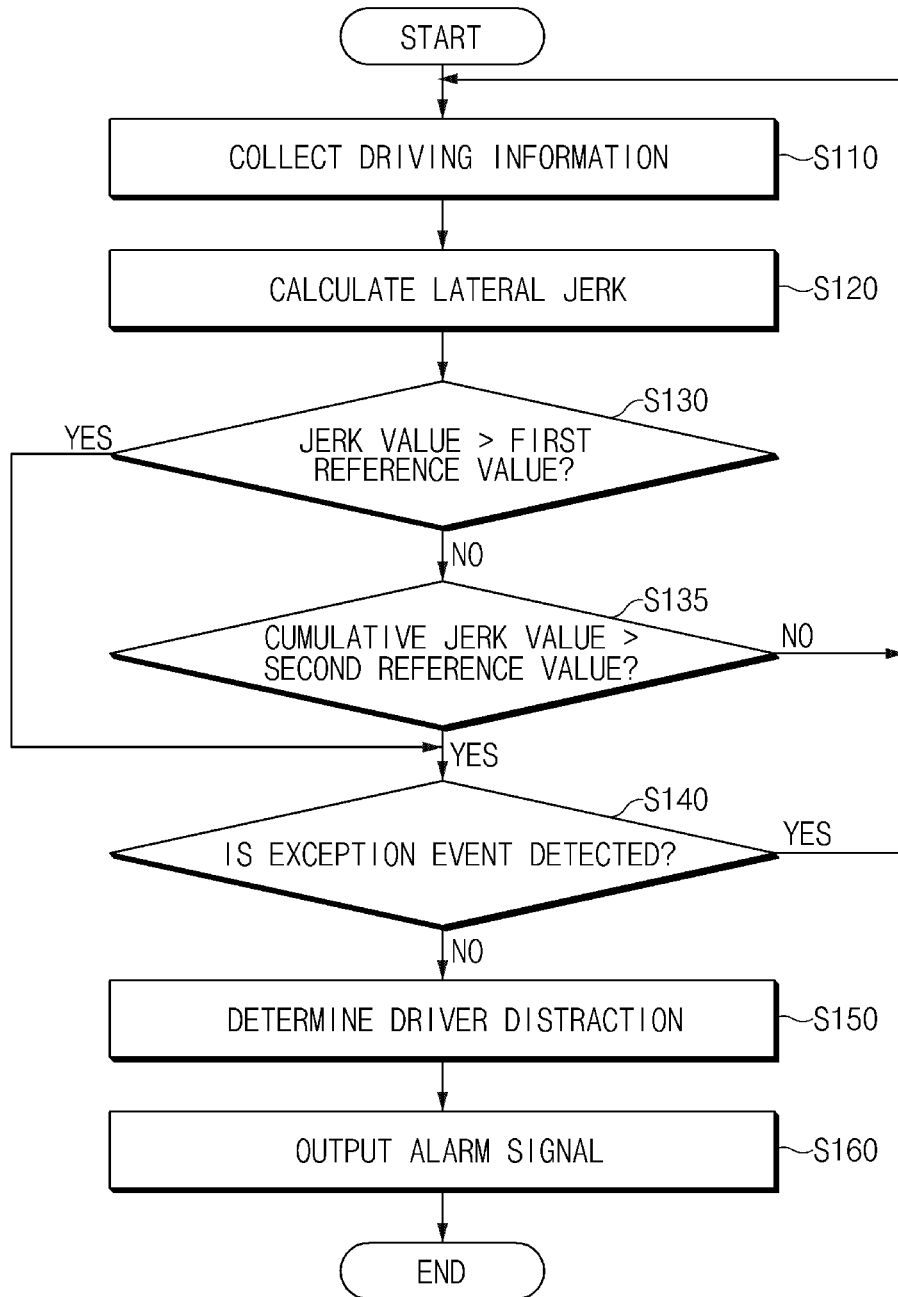 START
COLLECT DRIVING INFORMATION
S110
CALCULATE LATERAL JERK
S120
S130
YES
JERK VALUE > FIRST
REFERENCE VALUE?
NO
S135
CUMULATIVE JERK VALUE >
SECOND REFERENCE VALUE?
NO
YES
S140
IS EXCEPTION EVENT DETECTED?
YES
NO
DETERMINE DRIVER DISTRACTION
S150
OUTPUT ALARM SIGNAL
S160
END